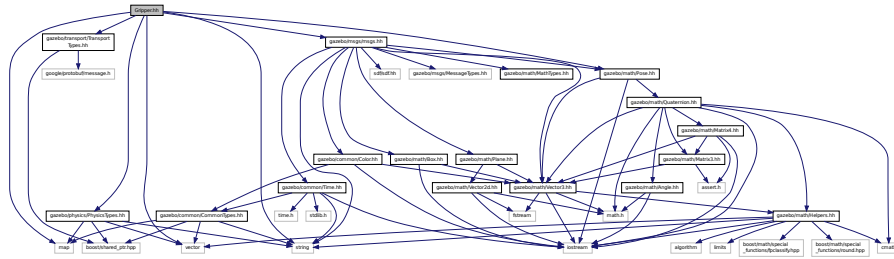 Gripper.hh
gazebo/transport/Transport
Types.hh
gazebo/msgs/msgs.hh
google/protobuf/message.h
sdf/sdf.hh
gazebo/msgs/MessageTypes.hh
gazebo/math/MathTypes.hh
gazebo/math/Pose.hh
gazebo/math/Quaternion.hh
gazebo/math/Matrix4.hh
gazebo/common/Color.hh
gazebo/math/Box.hh
gazebo/math/Plane.hh
gazebo/math/Matrix3.hh
gazebo/common/Time.hh
gazebo/math/Vector2d.hh
gazebo/math/Vector3.hh
gazebo/math/Angle.hh
assert.h
gazebo/physics/PhysicsTypes.hh
gazebo/common/CommonTypes.hh
time.h
stdlib.h
fstream
math.h
gazebo/math/Helpers.hh
map
boost/shared_ptr.hpp
vector
string
iostream
algorithm
limits
boost/math/special
_functions/fpclassify.hpp
boost/math/special
_functions/round.hpp
cmath